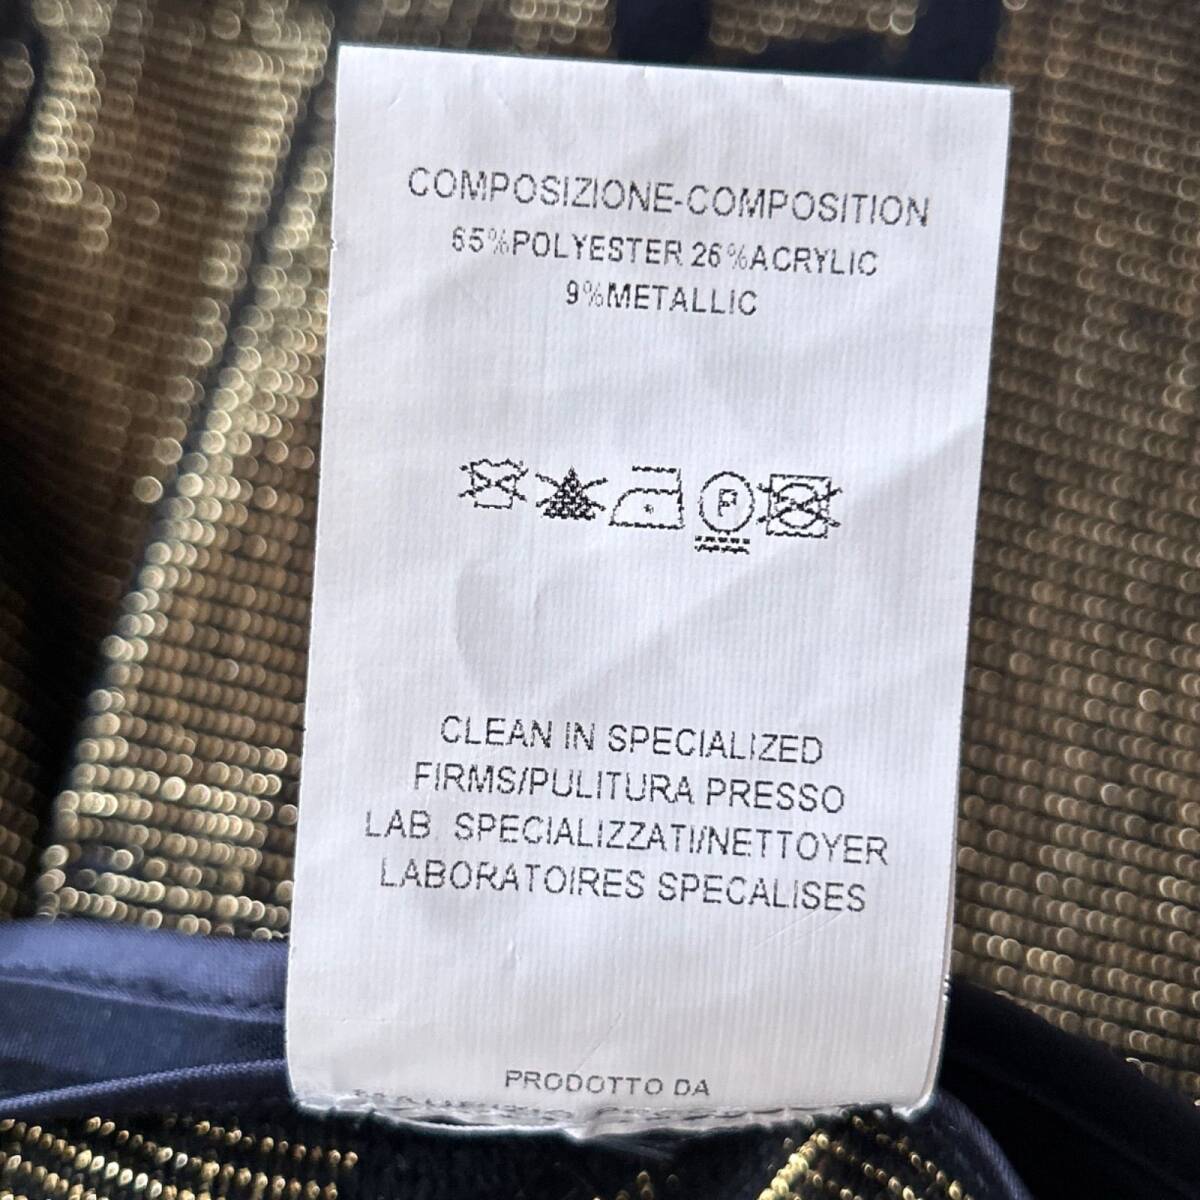 COMPOSIZIONE-COMPOSITION
65%POLYESTER 26%ACRYLIC
9%METALLIC
P
CLEAN IN SPECIALIZED
FIRMS/PULITURA PRESSO
LAB. SPECIALIZZATI/NETTOYER
LABORATOIRES SPECALISES
PRODOTTO DA